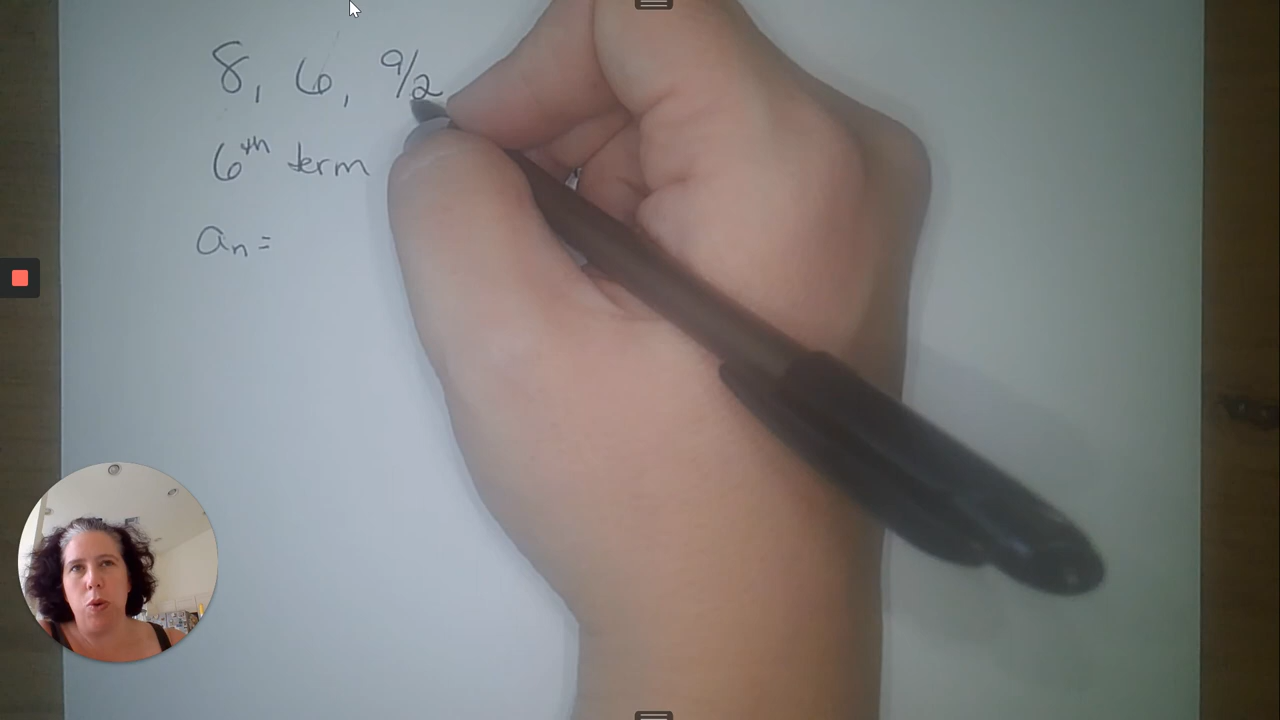 8, 6, 9/2
6th term
an =